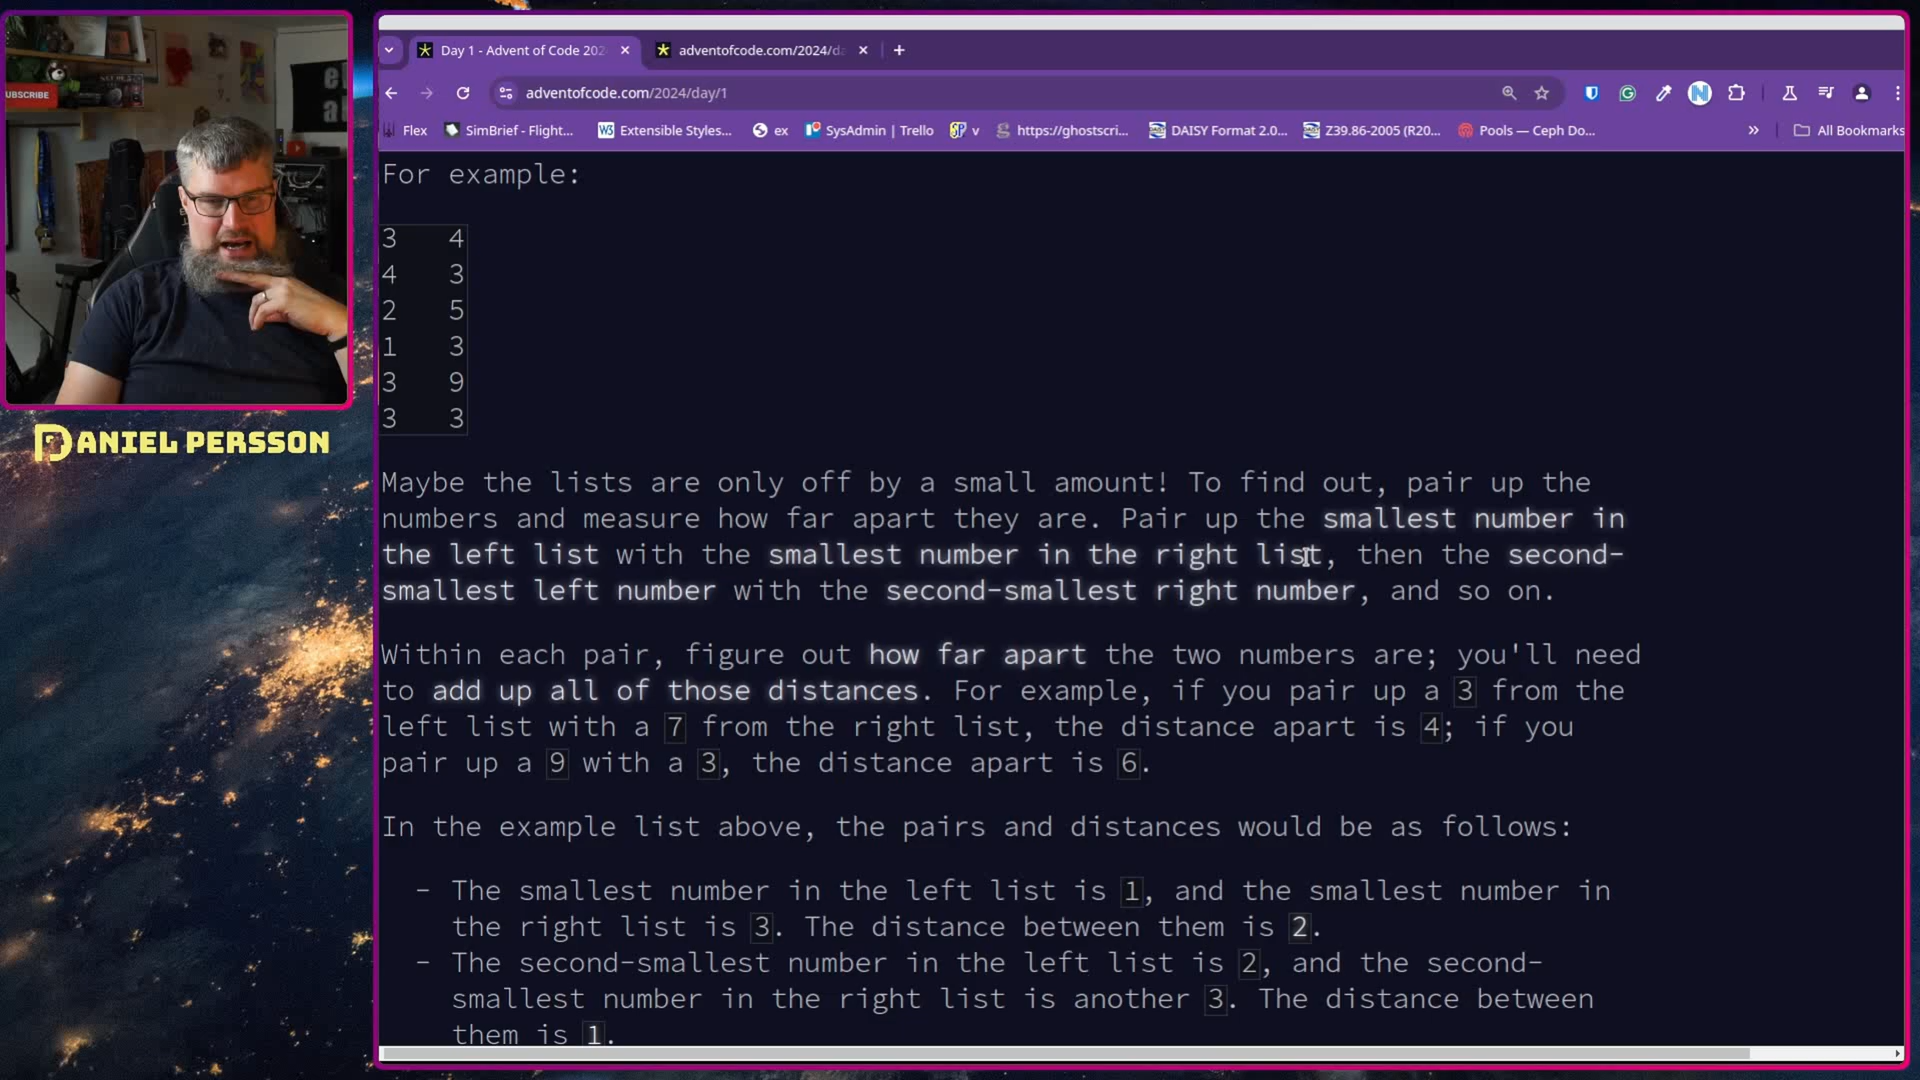 Day 1 - Advent of Code 202
adventofcode.com/2024/da
adventofcode.com/2024/day/1
Flex
SimBrief - Flight...
Extensible Styles...
ex
SysAdmin | Trello
v
https://ghostscri...
DAISY Format 2.0...
Z39.86-2005 (R20...
Pools — Ceph Do...
»
All Bookmarks
UBSCRIBE
DANIEL PERSSON
For example:
3 4
4 3
2 5
1 3
3 9
3 3
Maybe the lists are only off by a small amount! To find out, pair up the
numbers and measure how far apart they are. Pair up the smallest number in
the left list with the smallest number in the right list, then the second-
smallest left number with the second-smallest right number, and so on.
Within each pair, figure out how far apart the two numbers are; you'll need
to add up all of those distances. For example, if you pair up a 3 from the
left list with a 7 from the right list, the distance apart is 4; if you
pair up a 9 with a 3, the distance apart is 6.
In the example list above, the pairs and distances would be as follows:
- The smallest number in the left list is 1, and the smallest number in
the right list is 3. The distance between them is 2.
- The second-smallest number in the left list is 2, and the second-
smallest number in the right list is another 3. The distance between
them is 1.